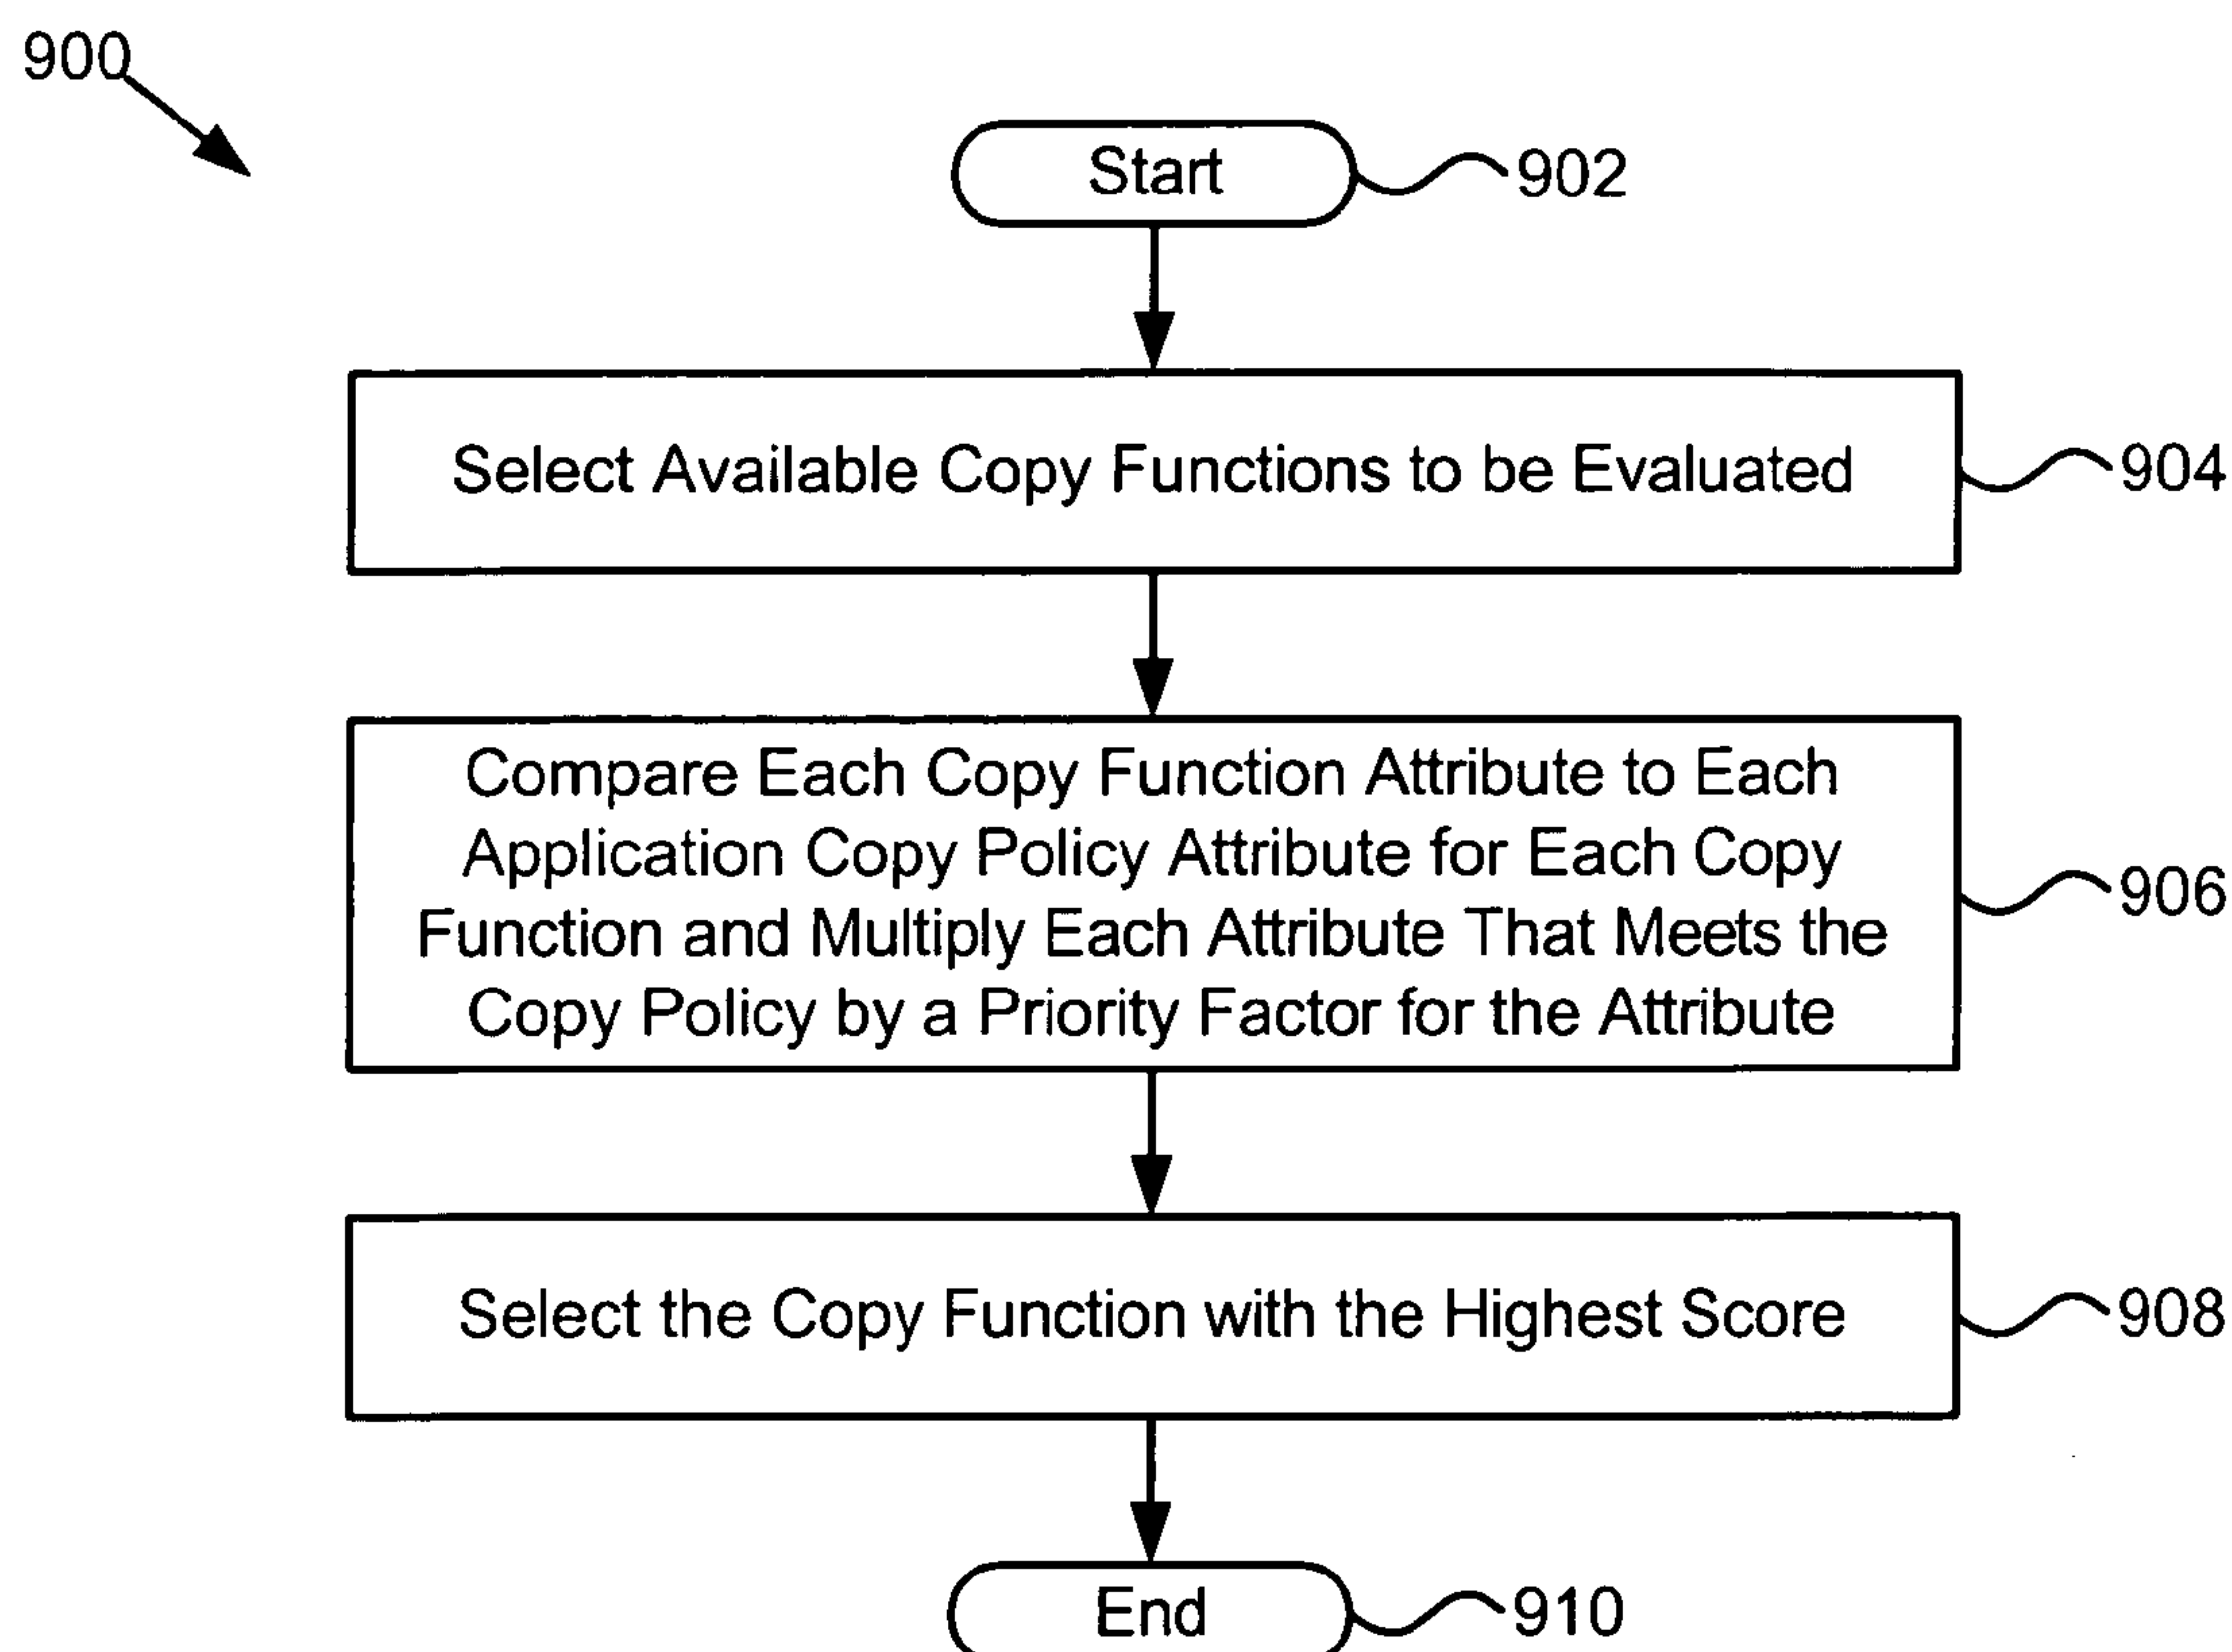 900
Start
902
Select Available Copy Functions to be Evaluated
904
Compare Each Copy Function Attribute to Each
Application Copy Policy Attribute for Each Copy
Function and Multiply Each Attribute That Meets the
Copy Policy by a Priority Factor for the Attribute
906
Select the Copy Function with the Highest Score
908
End
910